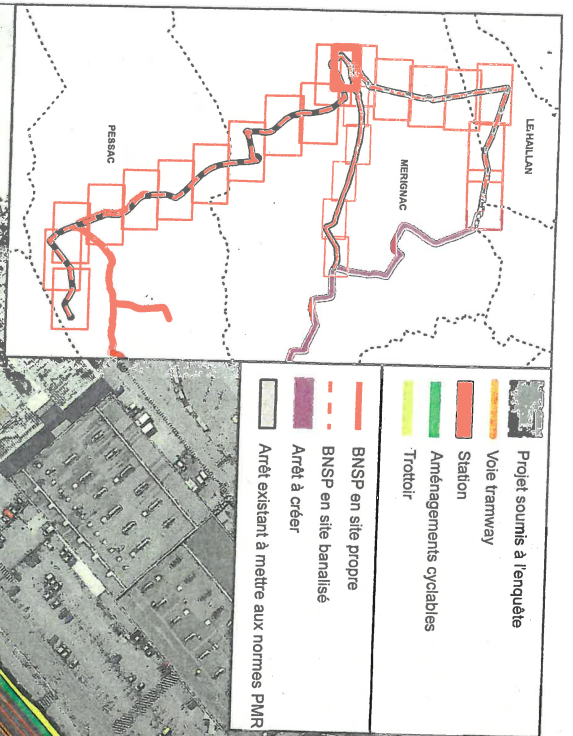 LE HAILLAN
MERIGNAC
PESSAC
Projet soumis à l'enquête
Voie tramway
Station
Aménagements cyclables
Trottoir
BNSP en site propre
BNSP en site banalisé
Arrêt à créer
Arrêt existant à mettre aux normes PMR